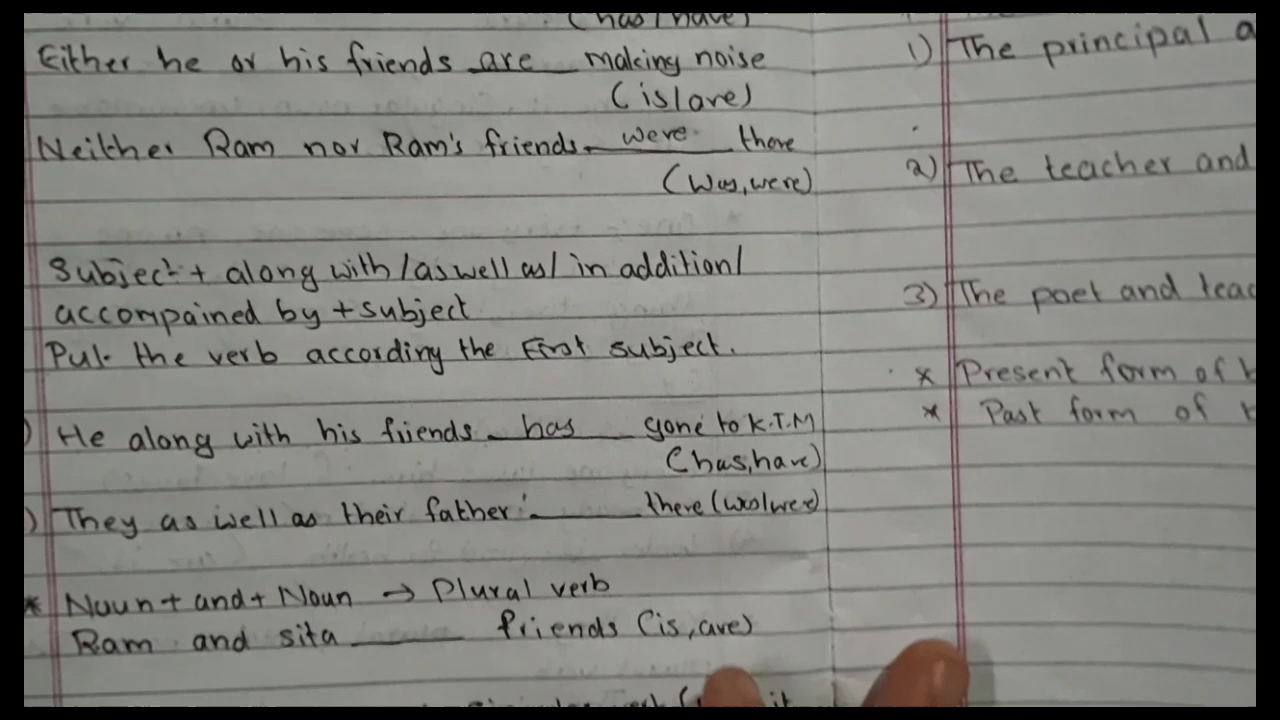 (has/have)
Either he or his friends are making noise
(is/are)
Neither Ram nor Ram's friends were there
(Was, were)
Subject + along with /as well as/ in addition/
accompained by + subject
Put the verb according the First subject.
) He along with his friends has gone to K.T.M
(has, have)
) They as well as their father ______ there (was/were)
* Noun + and + Noun → Plural verb
Ram and sita ______ friends (is, are)
it
1) The principal a
2) The teacher and
3) The poet and teac
* Present form of
* Past form of